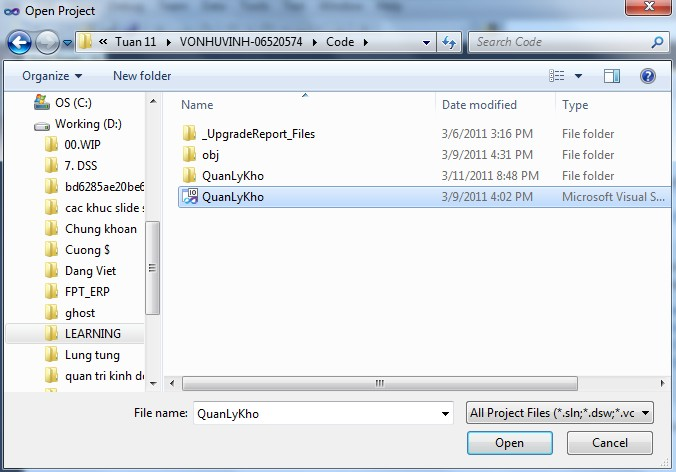 Open Project
« Tuan 11 ▸ VONHUVINH-06520574 ▸ Code ▸
Search Code
Organize ▾ New folder
OS (C:)
Working (D:)
00.WIP
7. DSS
bd6285ae20be6
cac khuc slide s
Chung khoan
Cuong $
Dang Viet
FPT_ERP
ghost
LEARNING
Lung tung
quan tri kinh do
Name Date modified Type
_UpgradeReport_Files 3/6/2011 3:16 PM File folder
obj 3/9/2011 4:31 PM File folder
QuanLyKho 3/11/2011 8:48 PM File folder
QuanLyKho 3/9/2011 4:02 PM Microsoft Visual S...
File name: QuanLyKho All Project Files (*.sln;*.dsw;*.vc
Open Cancel